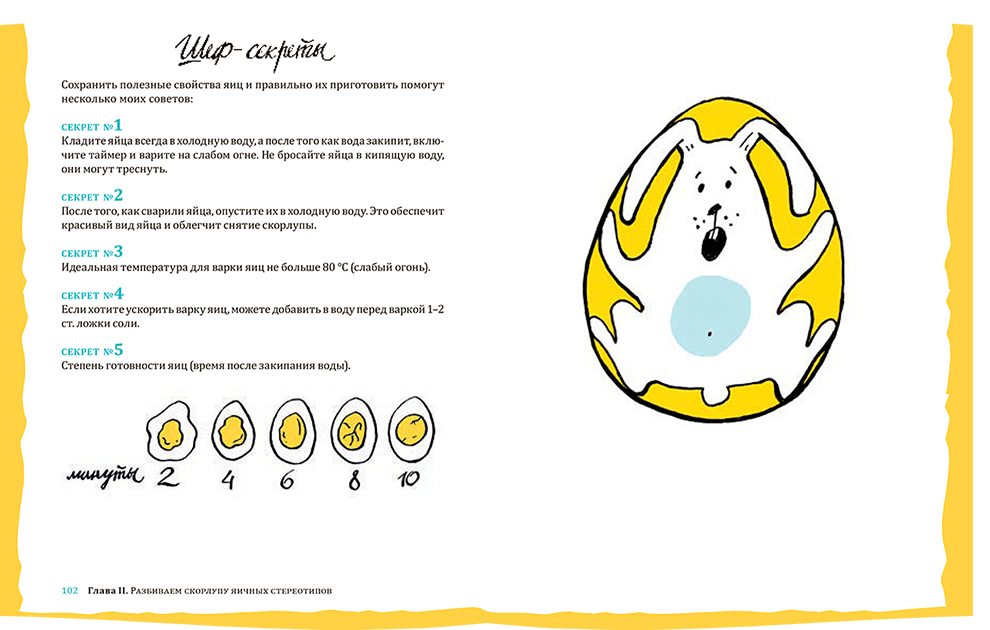 Шеф-секреты
Сохранить полезные свойства яиц и правильно их приготовить помогут
несколько моих советов:
СЕКРЕТ №1
Кладите яйца всегда в холодную воду, а после того как вода закипит, вклю-
чите таймер и варите на слабом огне. Не бросайте яйца в кипящую воду,
они могут треснуть.
СЕКРЕТ №2
После того, как сварили яйца, опустите их в холодную воду. Это обеспечит
красивый вид яйца и облегчит снятие скорлупы.
СЕКРЕТ №3
Идеальная температура для варки яиц не больше 80 °С (слабый огонь).
СЕКРЕТ №4
Если хотите ускорить варку яиц, можете добавить в воду перед варкой 1–2
ст. ложки соли.
СЕКРЕТ №5
Степень готовности яиц (время после закипания воды).
минуты 2 4 6 8 10
102 Глава II. Разбиваем скорлупу яичных стереотипов